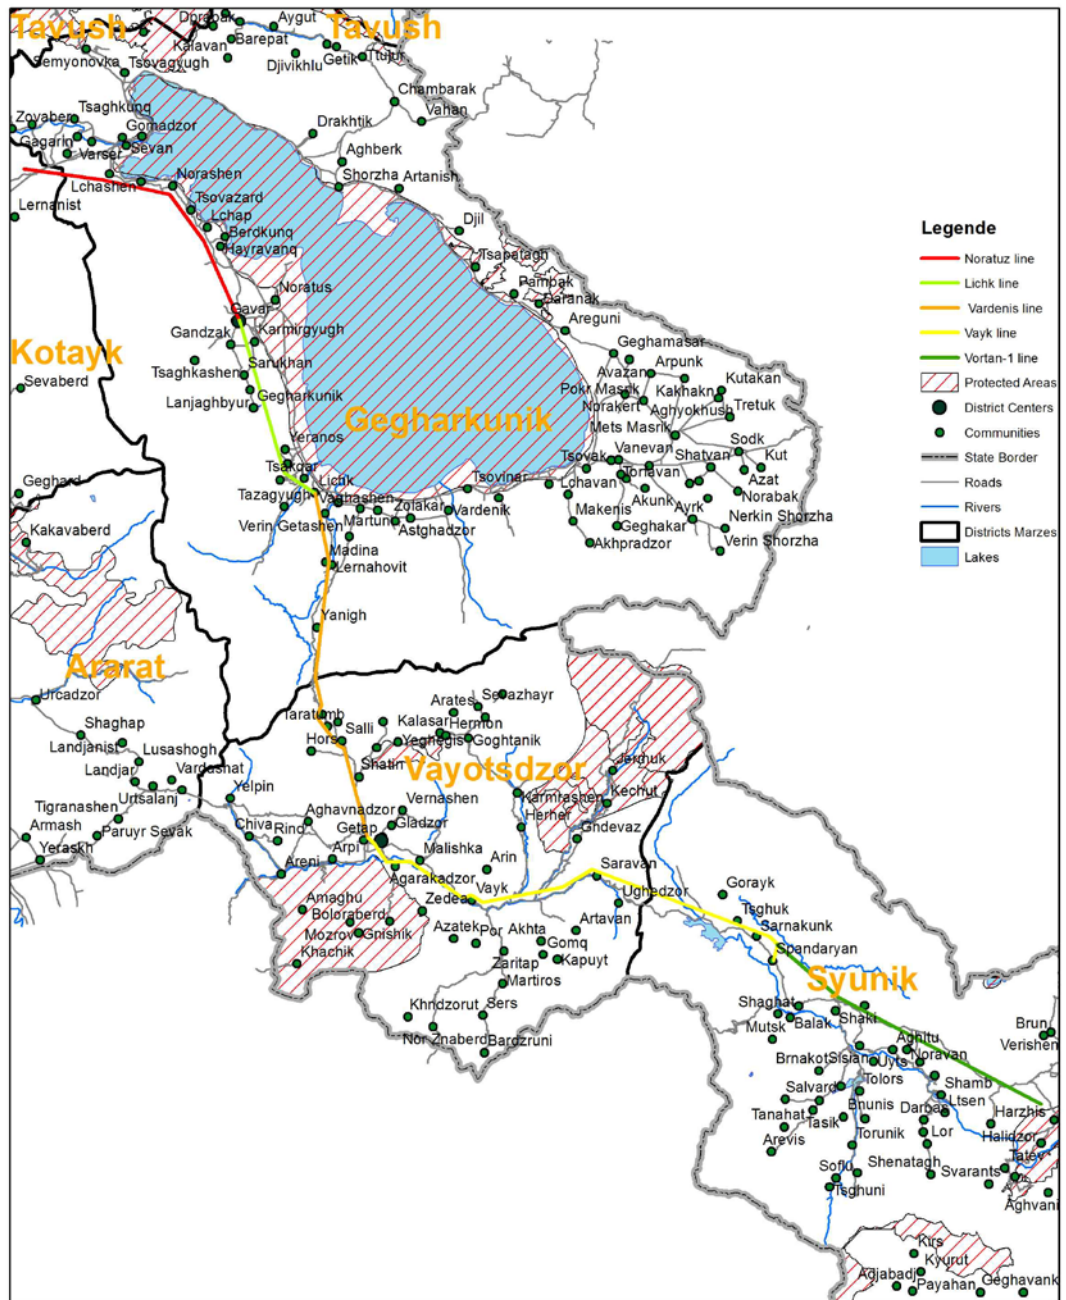 Tavush
Tavush
Aygut
Barepat
Kalavan
Getik
Ttujur
Djivikhlu
Semyonovka
Tsovagyugh
Chambarak
Vahan
Tsaghkunq
Zovaber
Gomadzor
Drakhtik
Gagarin
Sevan
Varser
Aghberk
Norashen
Shorzha
Artanish
Lchashen
Tsovazard
Lernanist
Lchap
Djil
Berdkunq
Hayravanq
Tsapatagh
Pambak
Noratus
Daranak
Gavar
Areguni
Gandzak
Karmirgyugh
Kotayk
Geghamasar
Sarukhan
Arpunk
Tsaghkashen
Avazan
Sevaberd
Kutakan
Pokr Masrik
Kakhakn
Gegharkunik
Lanjaghbyur
Norakert
Aghyokhush
Tretuk
Gegharkunik
Mets Masrik
Yeranos
Sodk
Vanevan
Tsovak
Shatvan
Kut
Tsakqar
Torfavan
Geghard
Lichk
Tsovinar
Lchavan
Azat
Tazagyugh
Vaghashen
Akunk
Norabak
Zolakar
Vardenik
Makenis
Ayrk
Martuni
Nerkin Shorzha
Verin Getashen
Astghadzor
Geghakar
Kakavaberd
Akhpradzor
Verin Shorzha
Madina
Lernahovit
Yanigh
Ararat
Urcadzor
Arates
Sevazhayr
Taratumb
Kalasar
Hermon
Shaghap
Salli
Landjanist
Hors
Yeghegis
Goghtanik
Lusashogh
Shatin
Vayotsdzor
Jermuk
Landjar
Vardashat
Yelpin
Urtsalanj
Karmrashen
Kechut
Tigranashen
Aghavnadzor
Vernashen
Herher
Armash
Paruyr Sevak
Chiva
Rind
Getap
Gladzor
Gndevaz
Yeraskh
Arpi
Malishka
Areni
Arin
Saravan
Agarakadzor
Vayk
Ughedzor
Gorayk
Amaghu
Zedea
Tsghuk
Boloraberd
Artavan
Mozrov
Gnishik
Azatek
Por
Akhta
Sarnakunk
Khachik
Gomq
Spandaryan
Zaritap
Kapuyt
Martiros
Syunik
Khndzorut
Sers
Shaghat
Shaki
Mutsk
Balak
Brun
Nor Znaberd
Bardzruni
Aghitu
Verishen
Brnakot
Sisian
Uyts
Noravan
Tolors
Shamb
Salvard
Ltsen
Bnunis
Darbas
Harzhis
Tanahat
Tasik
Arevis
Torunik
Lor
Halidzor
Tatev
Soflu
Shenatagh
Svarants
Tsghuni
Aghvani
Kirs
Kyurut
Adjabadj
Payahan
Geghavank
Legende
Noratuz line
Lichk line
Vardenis line
Vayk line
Vortan-1 line
Protected Areas
District Centers
Communities
State Border
Roads
Rivers
Districts Marzes
Lakes